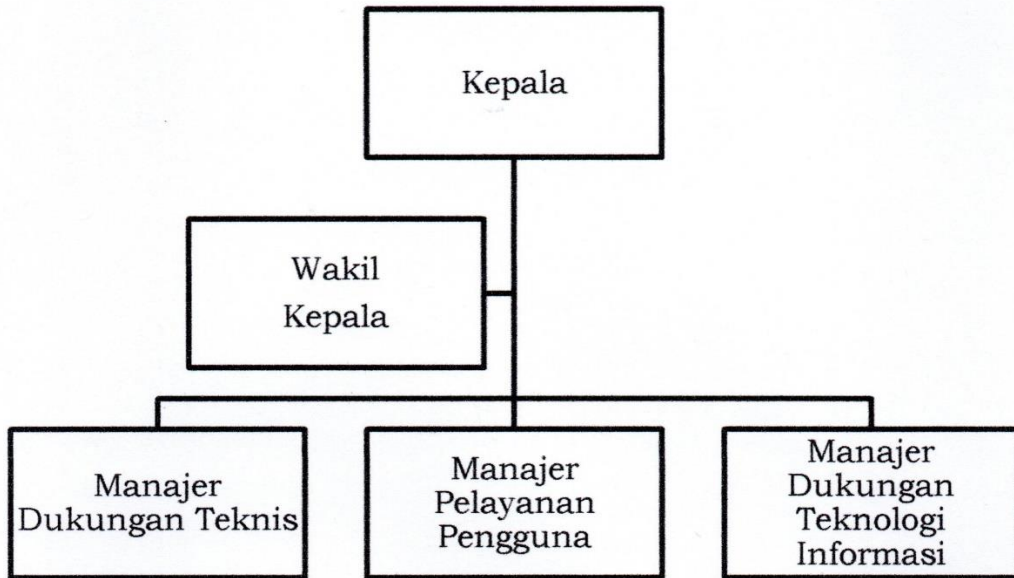 Kepala
Wakil
Kepala
Manajer
Dukungan Teknis
Manajer
Pelayanan
Pengguna
Manajer
Dukungan
Teknologi
Informasi